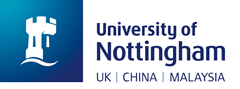 University of
Nottingham
UK | CHINA | MALAYSIA